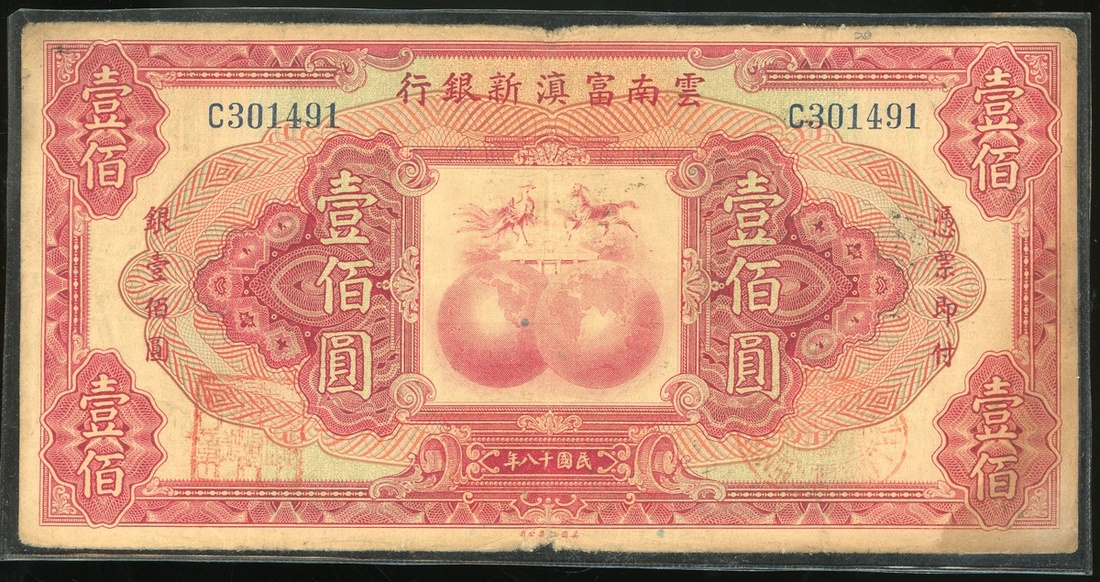 雲南富滇新銀行
C301491
C301491
壹佰
壹佰
壹佰圓
壹佰圓
憑票即付
銀壹佰圓
民國十八年
壹佰
壹佰